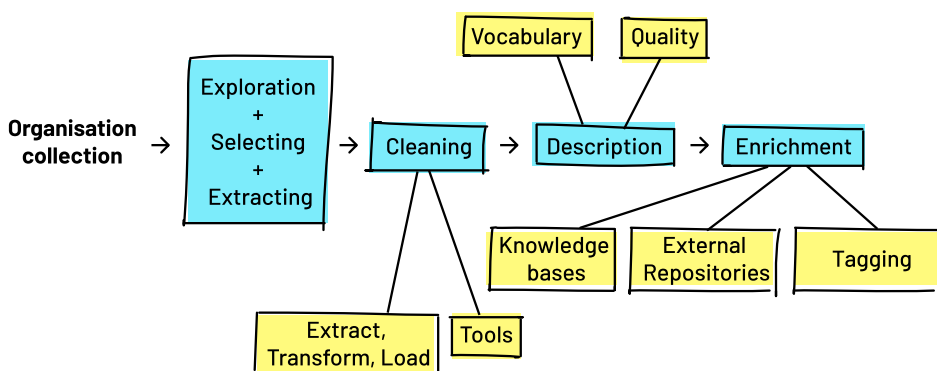 Vocabulary
Quality
Organisation
collection
→
Exploration
+
Selecting
+
Extracting
→
Cleaning
→
Description
→
Enrichment
Knowledge
bases
External
Repositories
Tagging
Extract,
Transform, Load
Tools